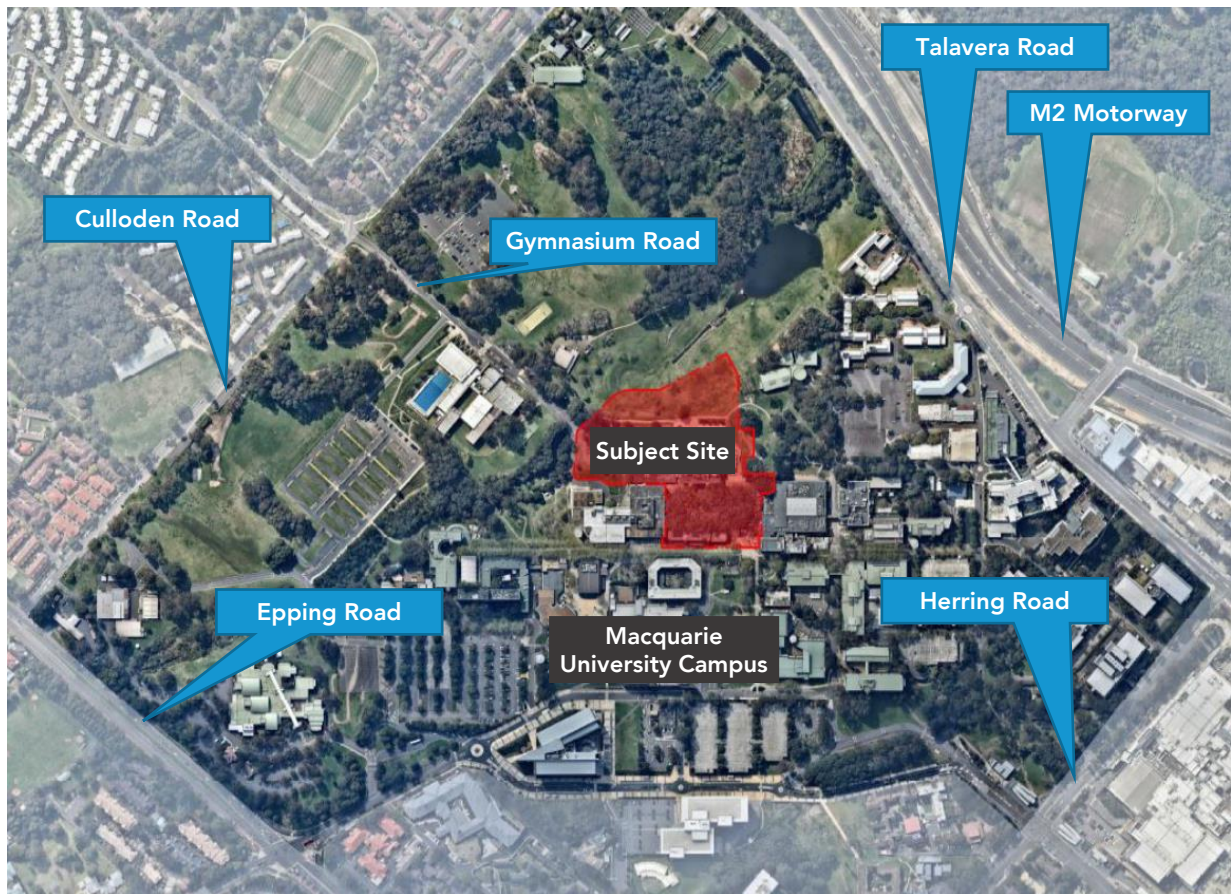 Talavera Road
M2 Motorway
Culloden Road
Gymnasium Road
Subject Site
Epping Road
Herring Road
Macquarie
University Campus